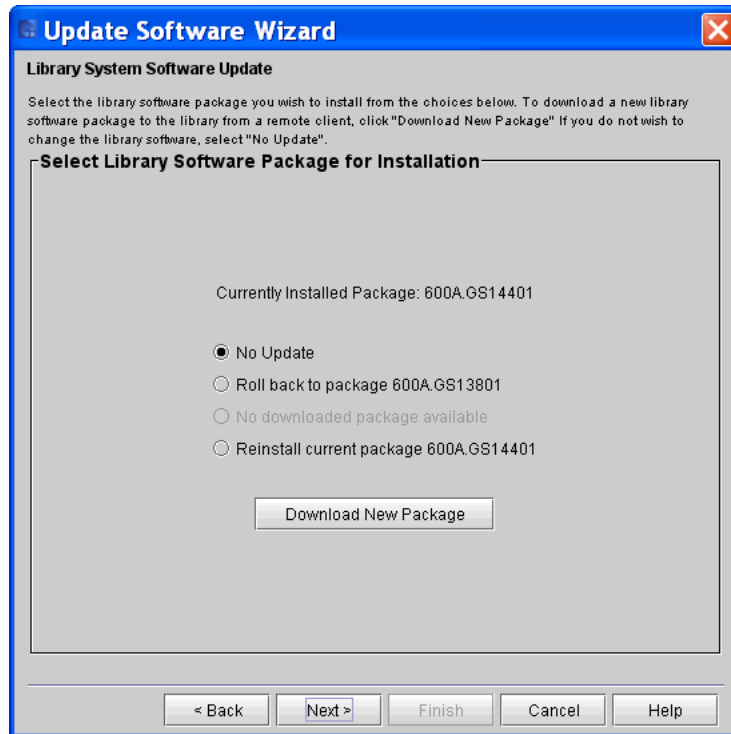 Update Software Wizard
Library System Software Update
Select the library software package you wish to install from the choices below. To download a new library
software package to the library from a remote client, click "Download New Package" If you do not wish to
change the library software, select "No Update".
Select Library Software Package for Installation
Currently Installed Package: 600A.GS14401
No Update
Roll back to package 600A.GS13801
No downloaded package available
Reinstall current package 600A.GS14401
Download New Package
< Back Next > Finish Cancel Help